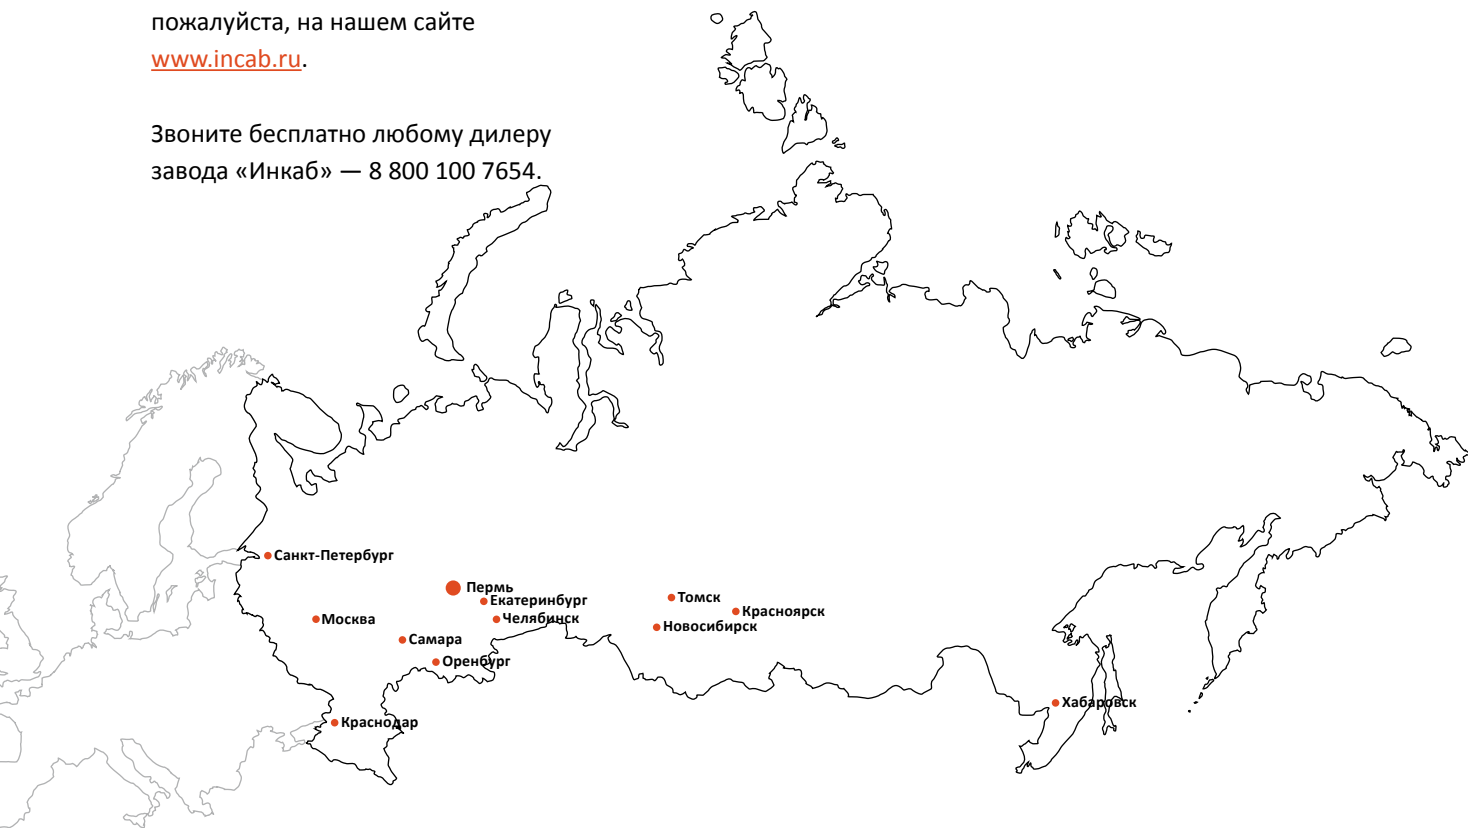 пожалуйста, на нашем сайте
www.incab.ru.
Звоните бесплатно любому дилеру
завода «Инкаб» — 8 800 100 7654.
Санкт-Петербург
Пермь
Екатеринбург
Томск
Красноярск
Москва
Челябинск
Новосибирск
Самара
Оренбург
Хабаровск
Краснодар